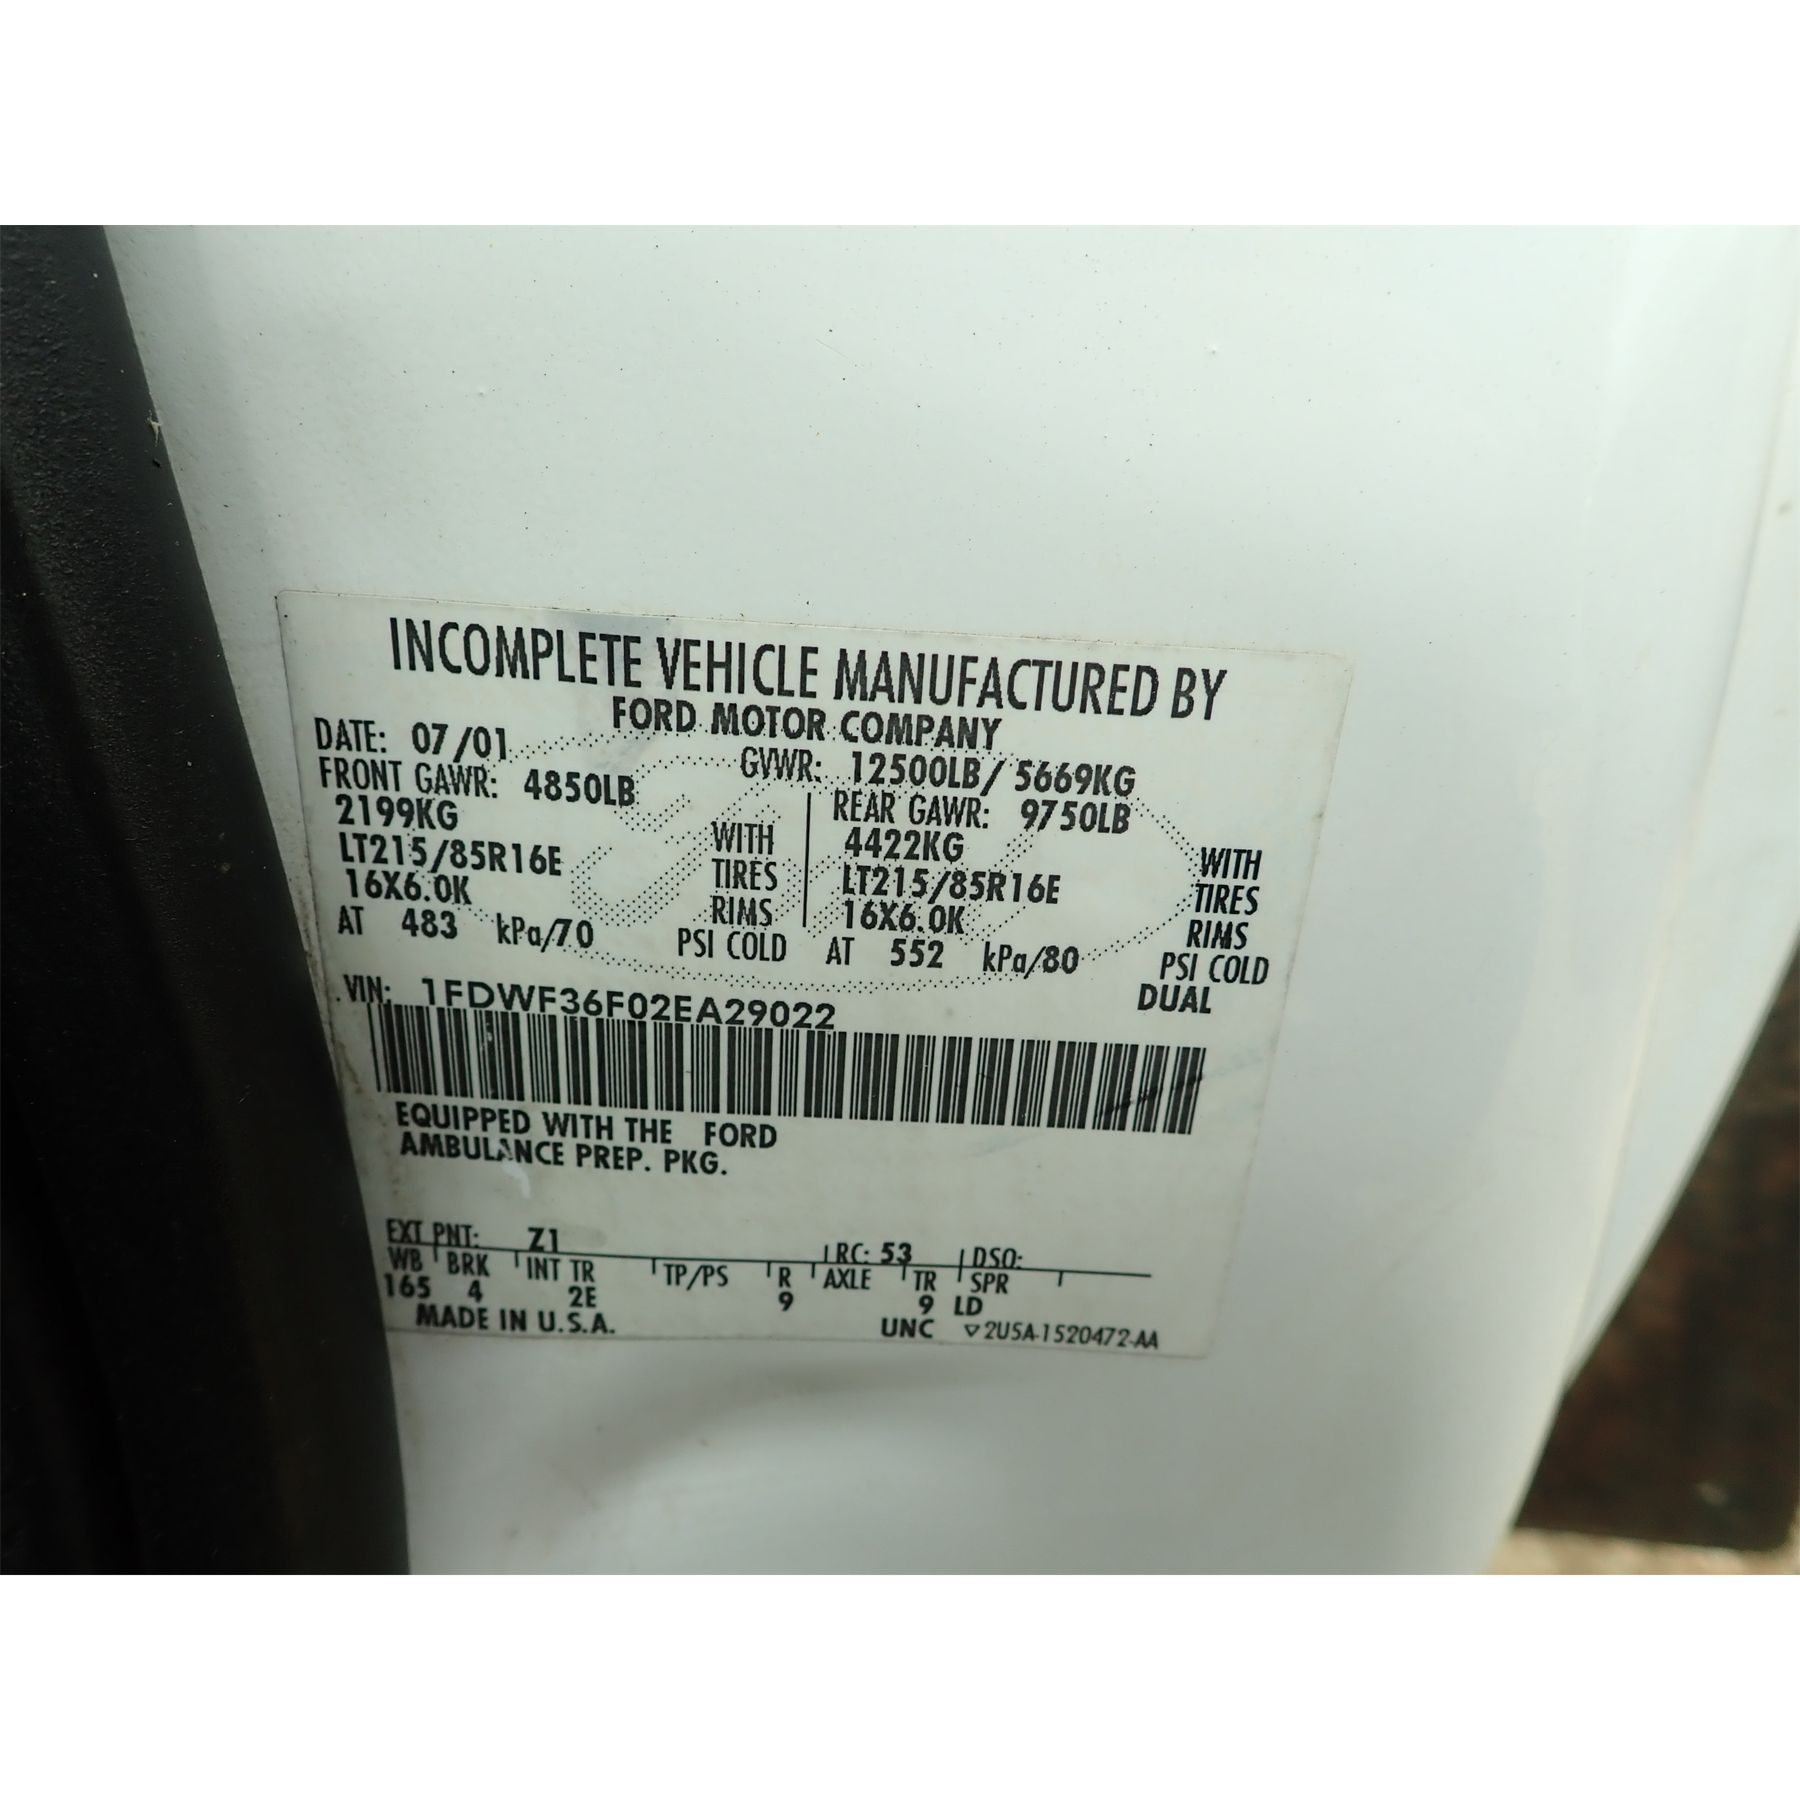 INCOMPLETE VEHICLE MANUFACTURED BY
FORD MOTOR COMPANY
DATE: 07/01 GVWR: 12500LB/ 5669KG
FRONT GAWR: 4850LB REAR GAWR: 9750LB
2199KG WITH 4422KG WITH
LT215/85R16E TIRES LT215/85R16E TIRES
16X6.0K RIMS 16X6.0K RIMS
AT 483 kPa/70 PSI COLD AT 552 kPa/80 PSI COLD
VIN: 1FDWF36F02EA29022 DUAL
EQUIPPED WITH THE FORD
AMBULANCE PREP. PKG.
EXT PNT: Z1 RC: 53 DSO:
WB BRK INT TR TP/PS R AXLE TR SPR
165 4 2E 9 9 LD
MADE IN U.S.A. UNC ▽2U5A-1520472-AA